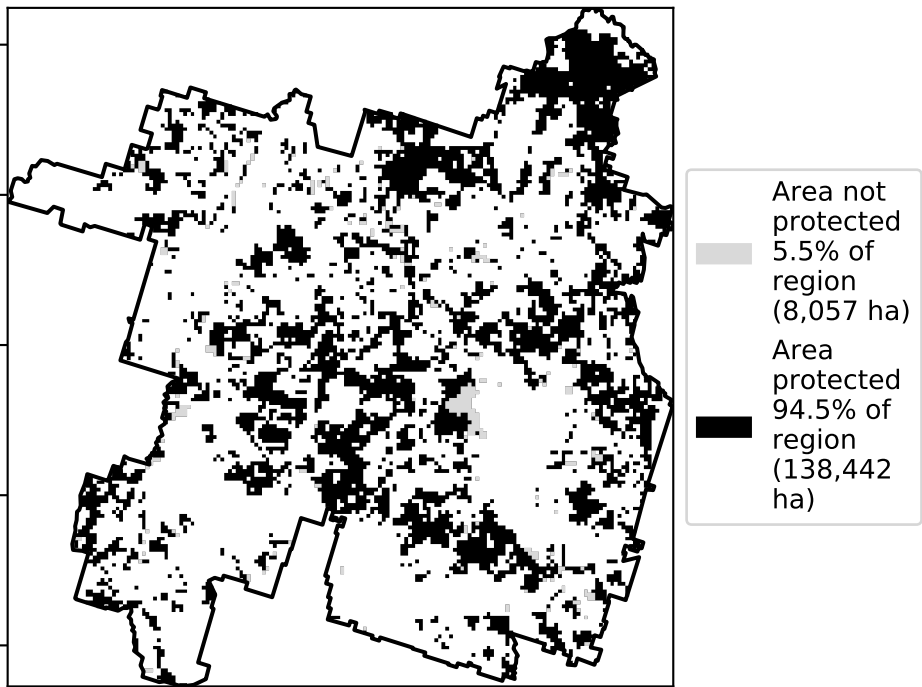 Area not
protected
5.5% of
region
(8,057 ha)
Area
protected
94.5% of
region
(138,442
ha)